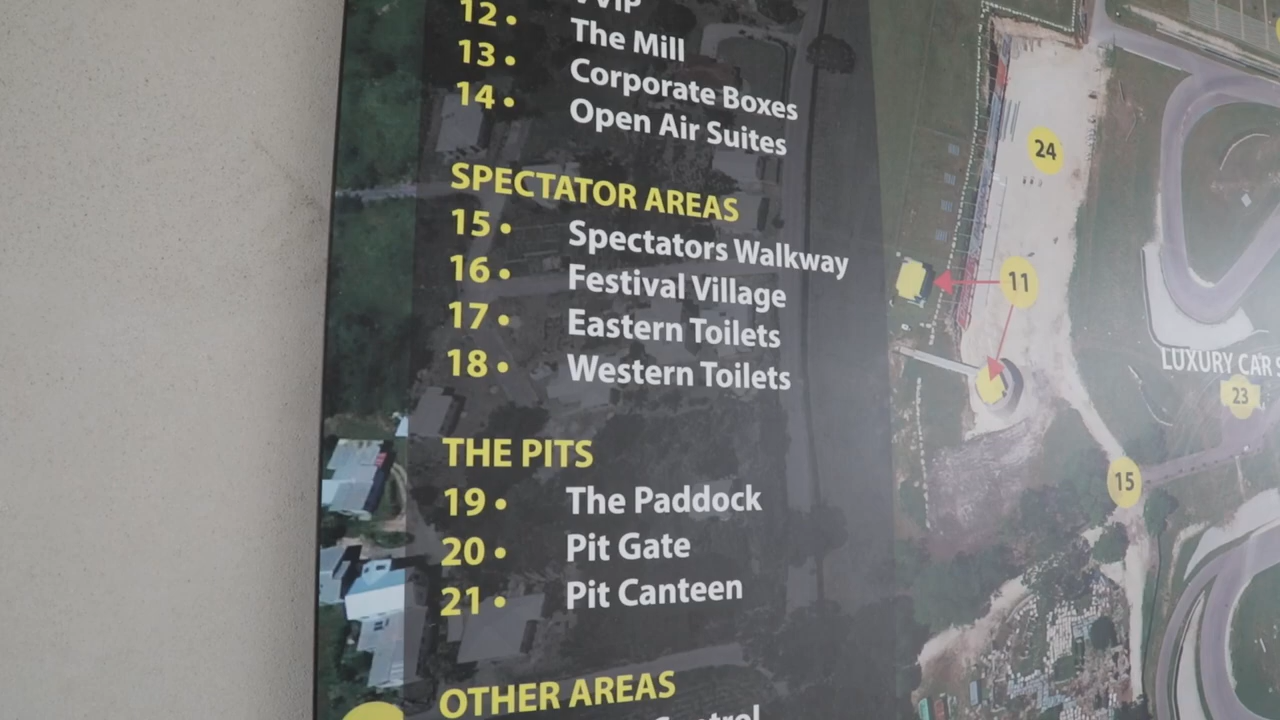 VVIP
12 • The Mill
13 • Corporate Boxes
14 • Open Air Suites
SPECTATOR AREAS
15 • Spectators Walkway
16 • Festival Village
17 • Eastern Toilets
18 • Western Toilets
THE PITS
19 • The Paddock
20 • Pit Gate
21 • Pit Canteen
OTHER AREAS
Control
24
11
LUXURY CAR
23
15